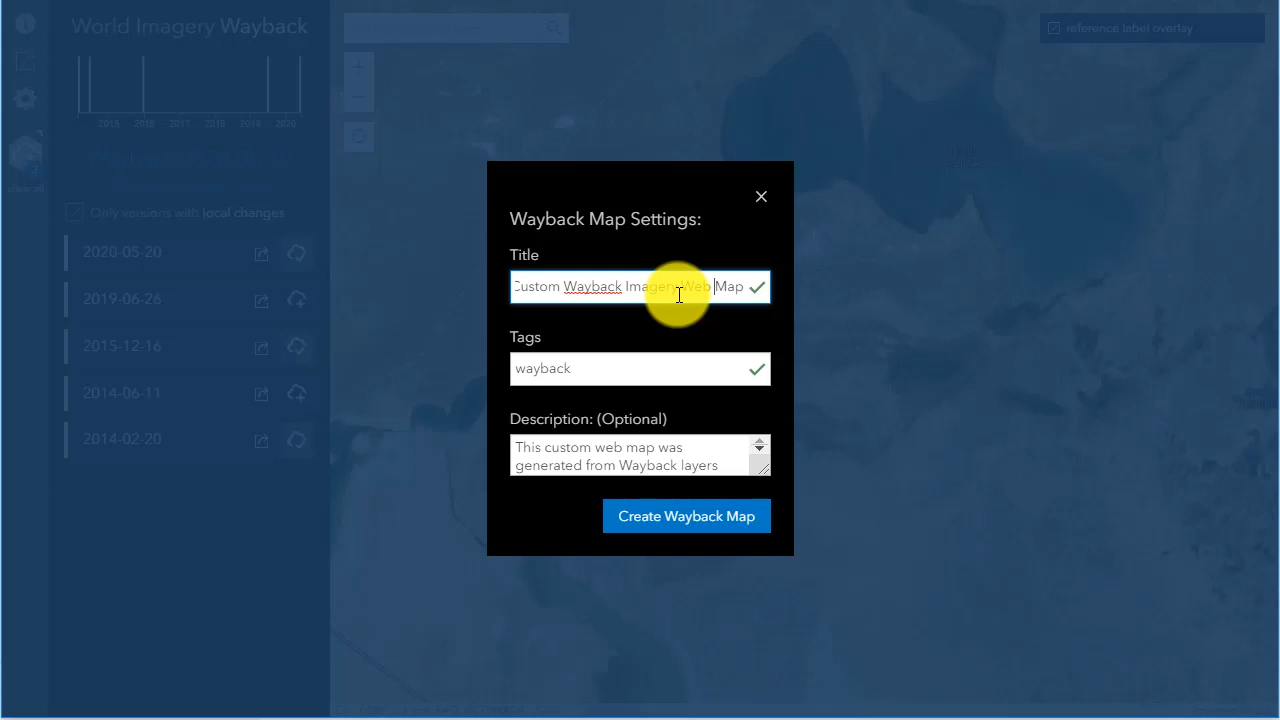 World Imagery Wayback
reference label overlay
2015 2016 2017 2018 2019 2020
Only versions with local changes
2020-05-20
2019-06-26
2015-12-16
2014-06-11
2014-02-20
Wayback Map Settings:
Title
Custom Wayback Imagery Web Map
Tags
wayback
Description: (Optional)
This custom web map was
generated from Wayback layers
Create Wayback Map